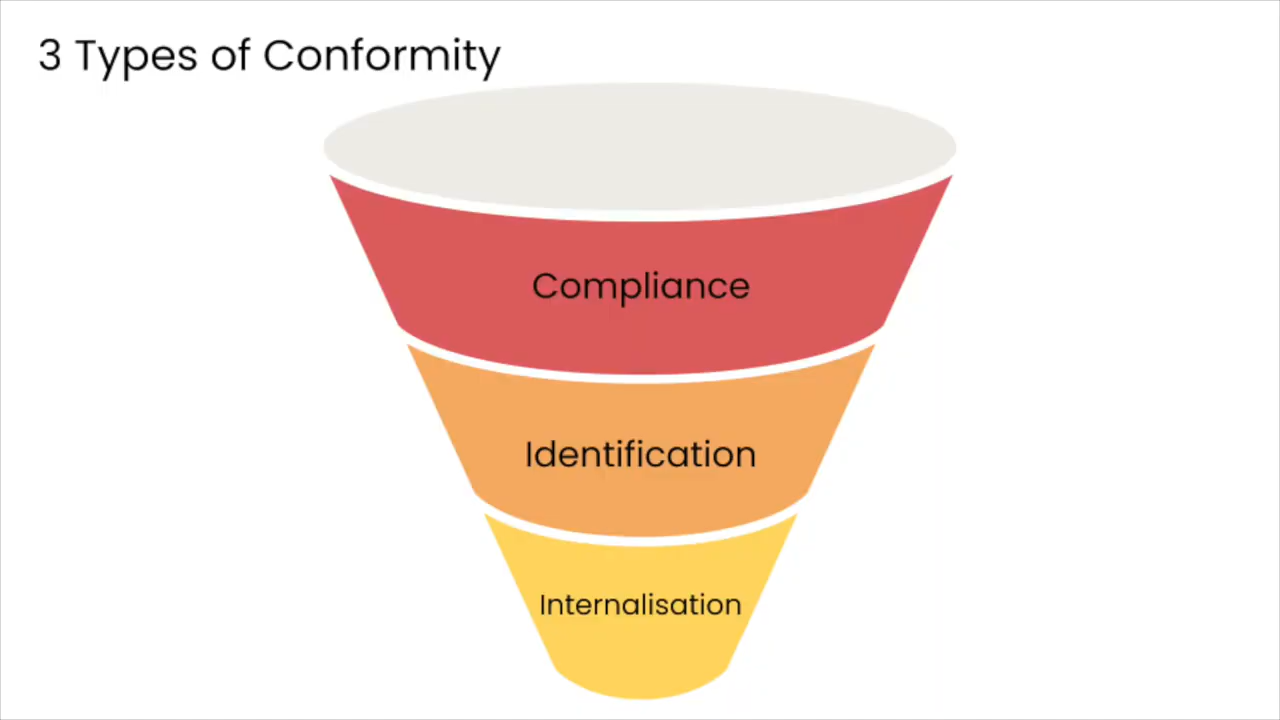 3 Types of Conformity
Compliance
Identification
Internalisation